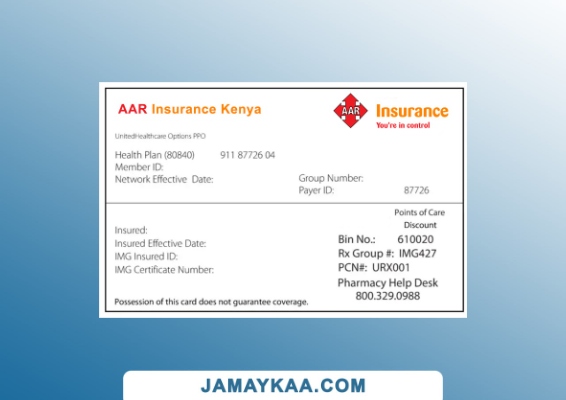 AAR Insurance Kenya
AAR Insurance
You're in control
UnitedHealthcare Options PPO
Health Plan (80840) 911 87726 04
Member ID:
Network Effective Date:
Group Number:
Payer ID: 87726
Points of Care
Discount
Insured:
Insured Effective Date:
IMG Insured ID:
IMG Certificate Number:
Bin No.: 610020
Rx Group #: IMG427
PCN#: URX001
Pharmacy Help Desk
800.329.0988
Possession of this card does not guarantee coverage.
JAMAYKAA.COM